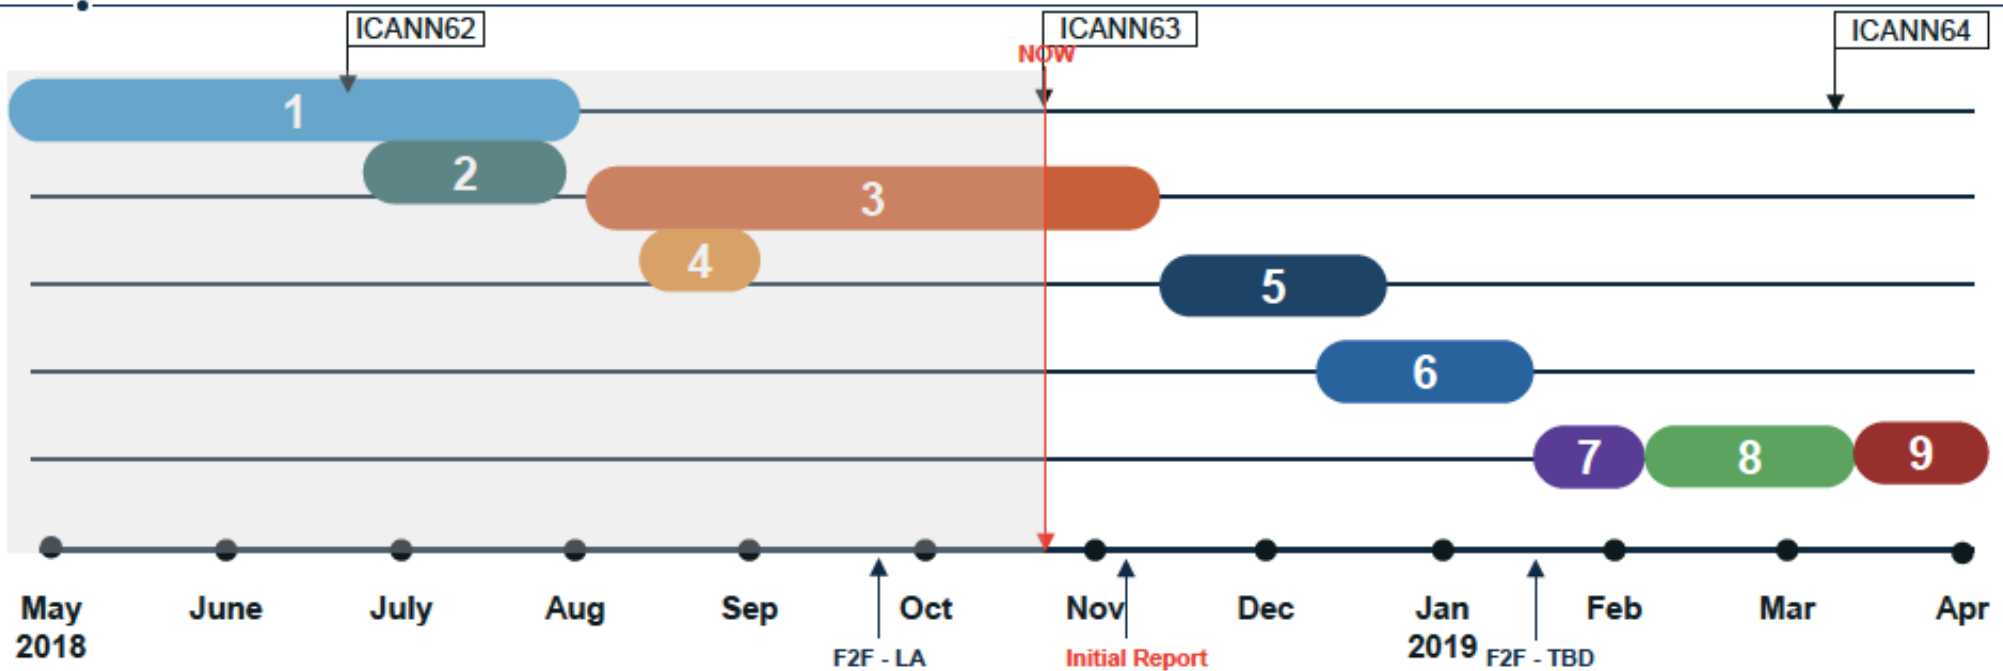 ICANN62
ICANN63
ICANN64
NOW
1
2
3
4
5
6
7
8
9
May 2018
June
July
Aug
Sep
Oct
Nov
Dec
Jan 2019
Feb
Mar
Apr
F2F - LA
Initial Report
F2F - TBD